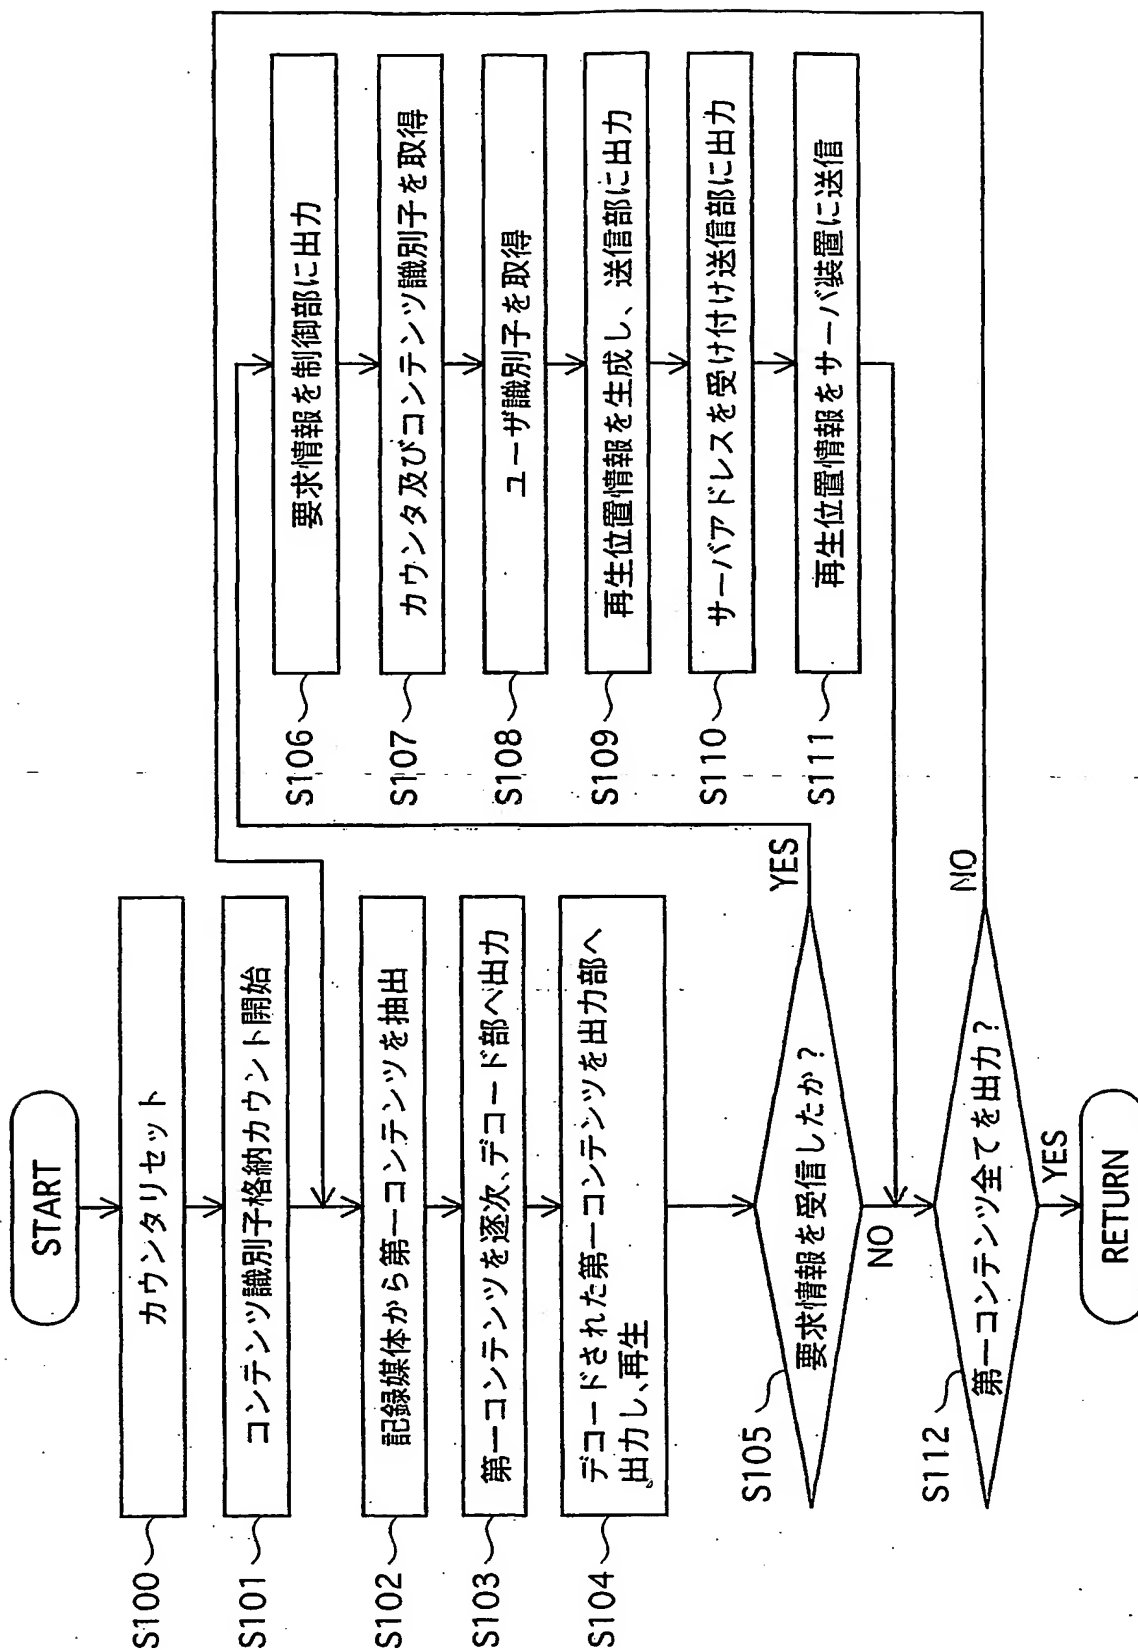 START
S100
カウンタリセット
S101
コンテンツ識別子格納カウント開始
S102
記録媒体から第一コンテンツを抽出
S103
第一コンテンツを逐次、デコード部へ出力
S104
デコードされた第一コンテンツを出力部へ
出力し、再生
S105
要求情報を受信したか?
YES
NO
S106
要求情報を制御部に出力
S107
カウンタ及びコンテンツ識別子を取得
S108
ユーザ識別子を取得
S109
再生位置情報を生成し、送信部に出力
S110
サーバアドレスを受け付け送信部に出力
S111
再生位置情報をサーバ装置に送信
S112
第一コンテンツ全てを出力?
NO
YES
RETURN